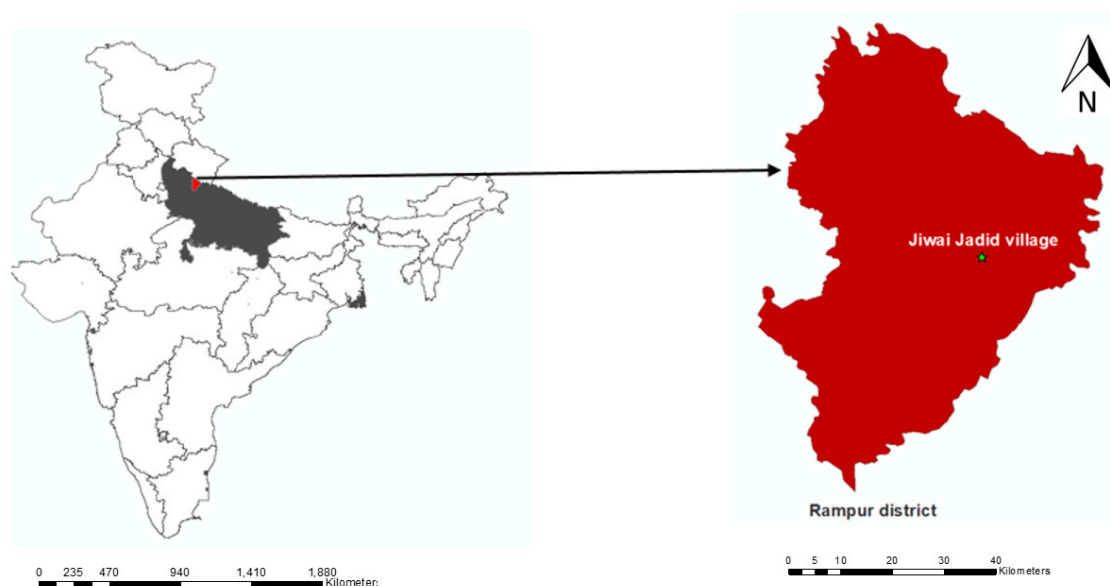 N
Jiwai Jadid village
Rampur district
0 235 470 940 1,410 1,880
Kilometers
0 5 10 20 30 40
Kilometers